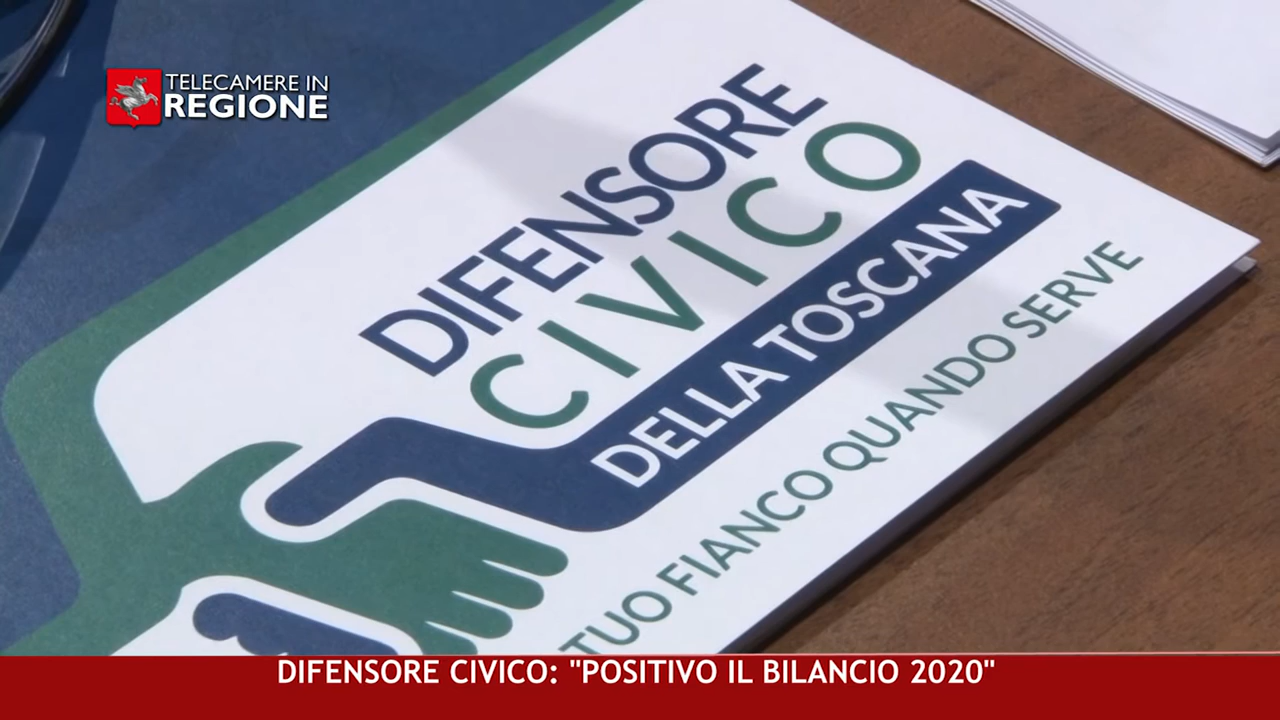 TELECAMERE IN
REGIONE
DIFENSORE
CIVICO
DELLA TOSCANA
TUO FIANCO QUANDO SERVE
DIFENSORE CIVICO: "POSITIVO IL BILANCIO 2020"